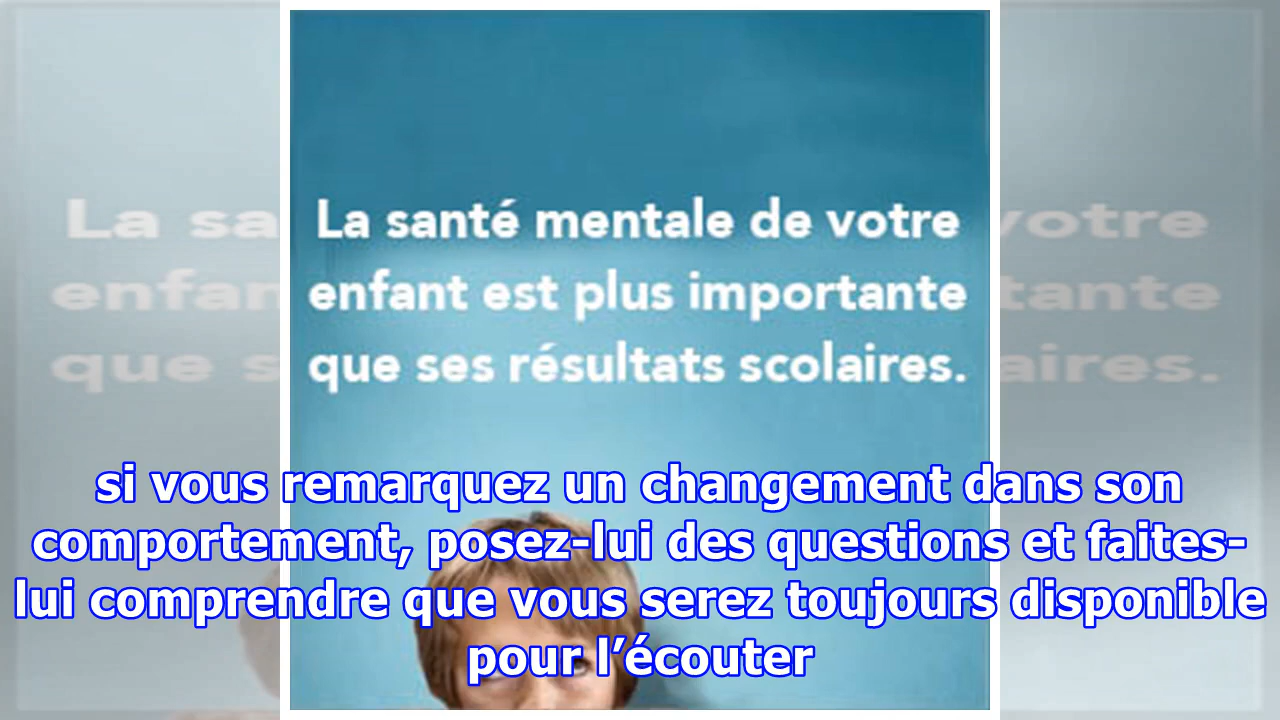 La santé mentale de votre
enfant est plus importante
que ses résultats scolaires.
si vous remarquez un changement dans son
comportement, posez-lui des questions et faites-
lui comprendre que vous serez toujours disponible
pour l’écouter